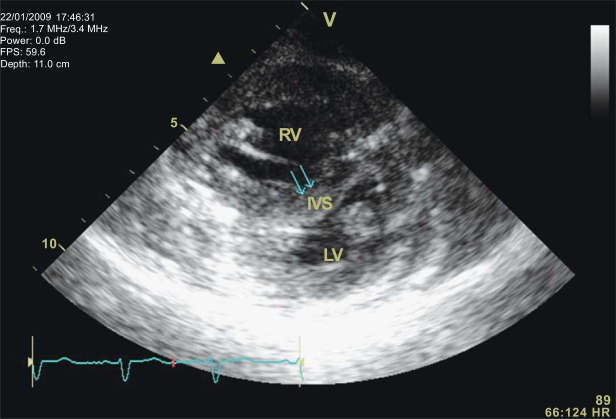 22/01/2009 17:46:31
Freq.: 1.7 MHz/3.4 MHz
Power: 0.0 dB
FPS: 59.6
Depth: 11.0 cm
V
5
RV
IVS
10
LV
89
66:124 HR